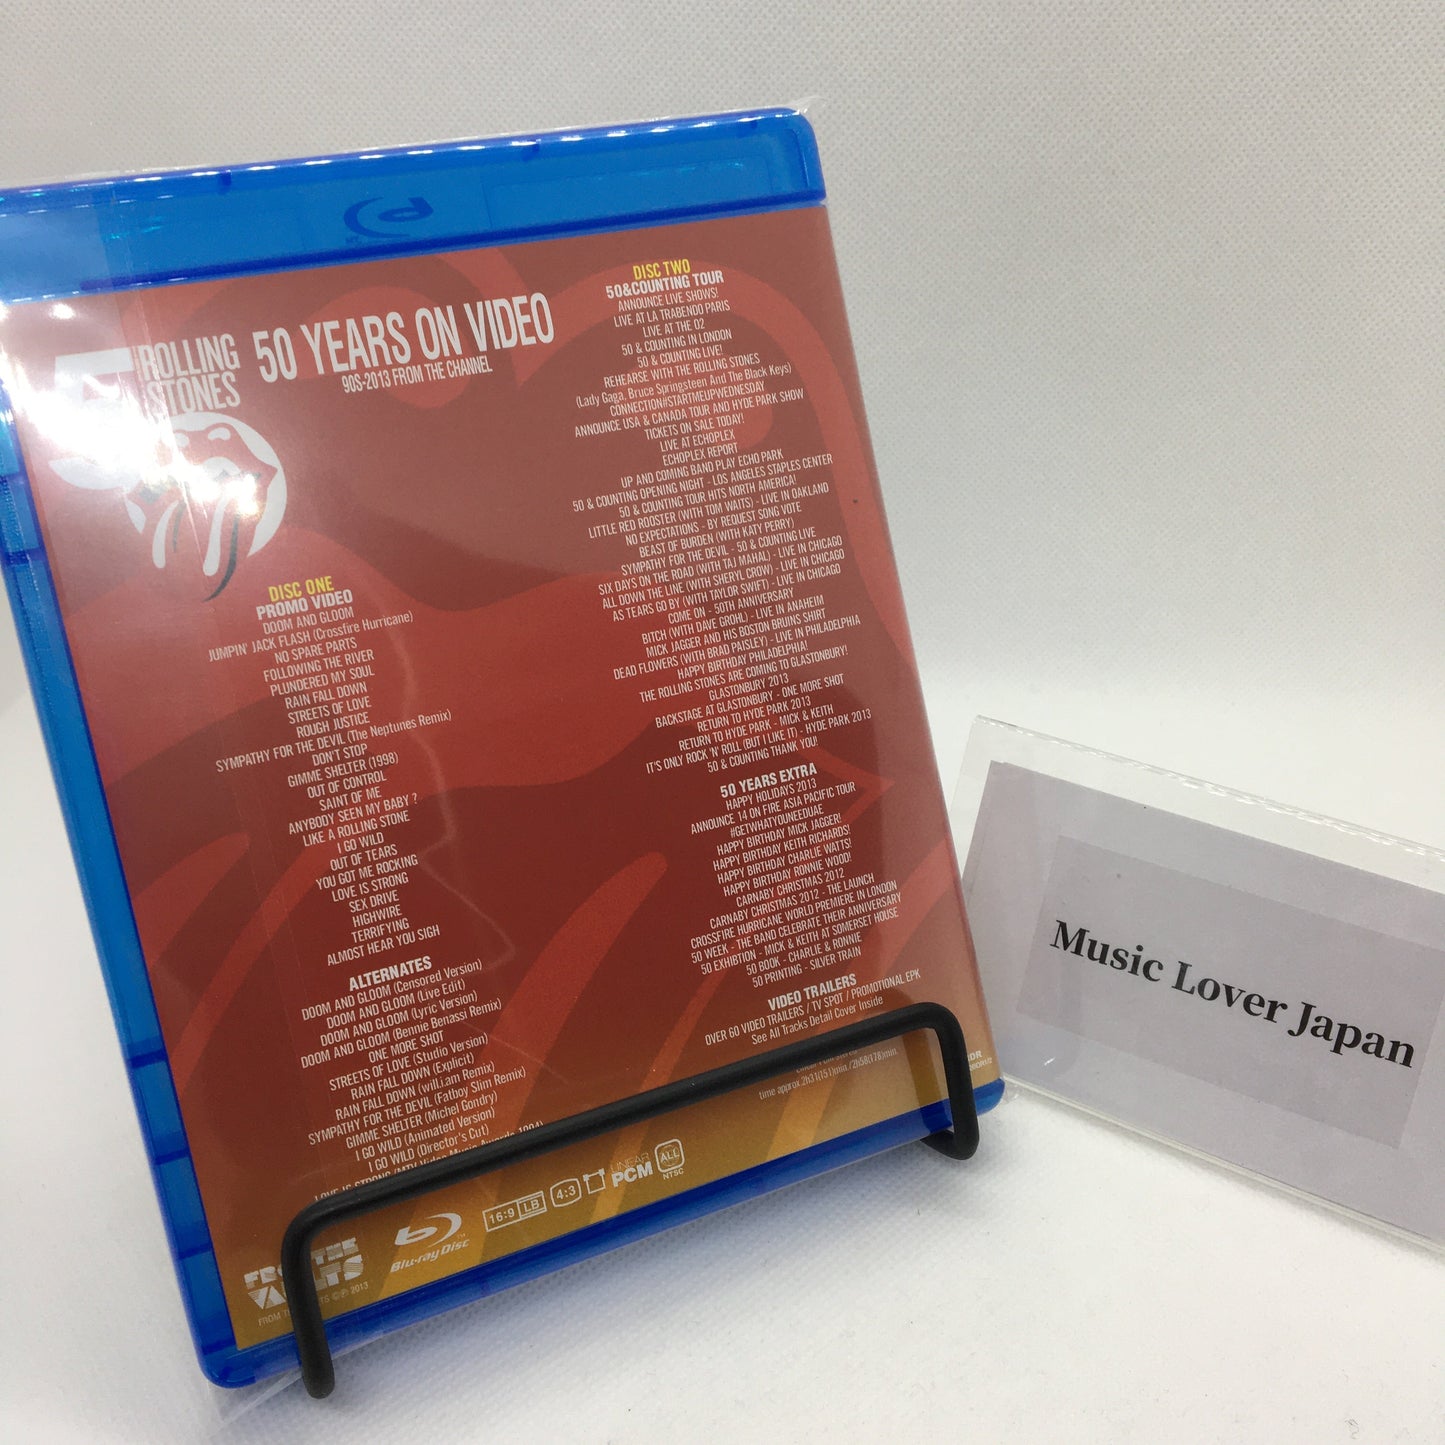 5
ROLLING
STONES
50 YEARS ON VIDEO
90S-2013 FROM THE CHANNEL
DISC ONE
PROMO VIDEO
DOOM AND GLOOM
JUMPIN' JACK FLASH (Crossfire Hurricane)
NO SPARE PARTS
FOLLOWING THE RIVER
PLUNDERED MY SOUL
RAIN FALL DOWN
STREETS OF LOVE
ROUGH JUSTICE
SYMPATHY FOR THE DEVIL (The Neptunes Remix)
DON'T STOP
GIMME SHELTER (1998)
OUT OF CONTROL
SAINT OF ME
ANYBODY SEEN MY BABY ?
LIKE A ROLLING STONE
I GO WILD
OUT OF TEARS
YOU GOT ME ROCKING
LOVE IS STRONG
SEX DRIVE
HIGHWIRE
TERRIFYING
ALMOST HEAR YOU SIGH
ALTERNATES
DOOM AND GLOOM (Censored Version)
DOOM AND GLOOM (Live Edit)
DOOM AND GLOOM (Lyric Version)
DOOM AND GLOOM (Bennie Benassi Remix)
ONE MORE SHOT
STREETS OF LOVE (Studio Version)
RAIN FALL DOWN (Explicit)
RAIN FALL DOWN (will.i.am Remix)
SYMPATHY FOR THE DEVIL (Fatboy Slim Remix)
GIMME SHELTER (Michel Gondry)
I GO WILD (Animated Version)
I GO WILD (Director's Cut)
LOVE IS STRONG (MTV Video Music Awards 1994)
DISC TWO
50&COUNTING TOUR
ANNOUNCE LIVE SHOWS!
LIVE AT LA TRABENDO PARIS
LIVE AT THE O2
50 & COUNTING IN LONDON
50 & COUNTING LIVE!
REHEARSE WITH THE ROLLING STONES
(Lady Gaga, Bruce Springsteen And The Black Keys)
CONNECTION#STARTMEUPWEDNESDAY
ANNOUNCE USA & CANADA TOUR AND HYDE PARK SHOW
TICKETS ON SALE TODAY!
LIVE AT ECHOPLEX
ECHOPLEX REPORT
UP AND COMING BAND PLAY ECHO PARK
50 & COUNTING OPENING NIGHT - LOS ANGELES STAPLES CENTER
50 & COUNTING TOUR HITS NORTH AMERICA!
LITTLE RED ROOSTER (WITH TOM WAITS) - LIVE IN OAKLAND
NO EXPECTATIONS - BY REQUEST SONG VOTE
BEAST OF BURDEN (WITH KATY PERRY)
SYMPATHY FOR THE DEVIL - 50 & COUNTING LIVE
SIX DAYS ON THE ROAD (WITH TAJ MAHAL) - LIVE IN CHICAGO
ALL DOWN THE LINE (WITH SHERYL CROW) - LIVE IN CHICAGO
AS TEARS GO BY (WITH TAYLOR SWIFT) - LIVE IN CHICAGO
COME ON - 50TH ANNIVERSARY
BITCH (WITH DAVE GROHL) - LIVE IN ANAHEIM
MICK JAGGER AND HIS BOSTON BRUINS SHIRT
DEAD FLOWERS (WITH BRAD PAISLEY) - LIVE IN PHILADELPHIA
HAPPY BIRTHDAY PHILADELPHIA!
THE ROLLING STONES ARE COMING TO GLASTONBURY!
GLASTONBURY 2013
BACKSTAGE AT GLASTONBURY - ONE MORE SHOT
RETURN TO HYDE PARK 2013
RETURN TO HYDE PARK - MICK & KEITH
IT'S ONLY ROCK 'N' ROLL (BUT I LIKE IT) - HYDE PARK 2013
50 & COUNTING THANK YOU!
50 YEARS EXTRA
HAPPY HOLIDAYS 2013
ANNOUNCE 14 ON FIRE ASIA PACIFIC TOUR
#GETWHATYOUNEEDUAE
HAPPY BIRTHDAY MICK JAGGER!
HAPPY BIRTHDAY KEITH RICHARDS!
HAPPY BIRTHDAY CHARLIE WATTS!
HAPPY BIRTHDAY RONNIE WOOD!
CARNABY CHRISTMAS 2012
CARNABY CHRISTMAS 2012 - THE LAUNCH
CROSSFIRE HURRICANE WORLD PREMIERE IN LONDON
50 WEEK - THE BAND CELEBRATE THEIR ANNIVERSARY
50 EXHIBTION - MICK & KEITH AT SOMERSET HOUSE
50 BOOK - CHARLIE & RONNIE
50 PRINTING - SILVER TRAIN
VIDEO TRAILERS
OVER 60 VIDEO TRAILERS / TV SPOT / PROMOTIONAL EPK
See All Tracks Detail Cover Inside
time approx.2h31(151)min./2h58(178)min
16:9 LB
4:3
LINEAR
PCM
ALL
NTSC
Blu-ray Disc
THE
FROM
©℗ 2013
Music Lover Japan